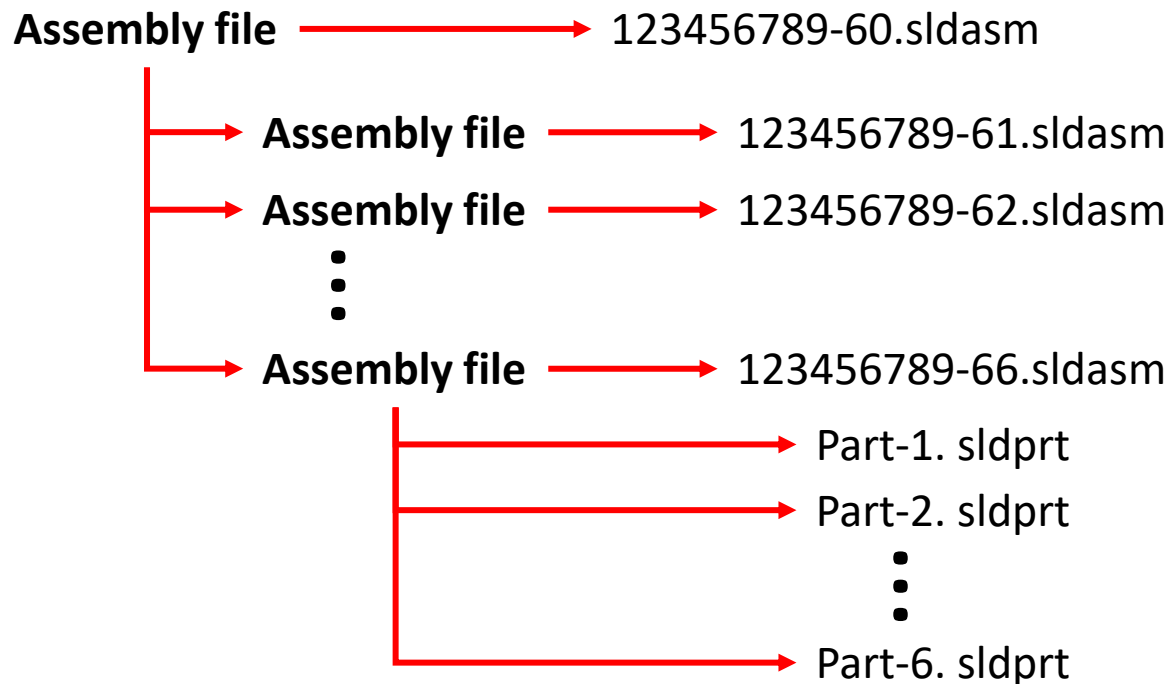 Assembly file 123456789-60.sldasm
Assembly file 123456789-61.sldasm
Assembly file 123456789-62.sldasm
Assembly file 123456789-66.sldasm
Part-1. sldprt
Part-2. sldprt
Part-6. sldprt